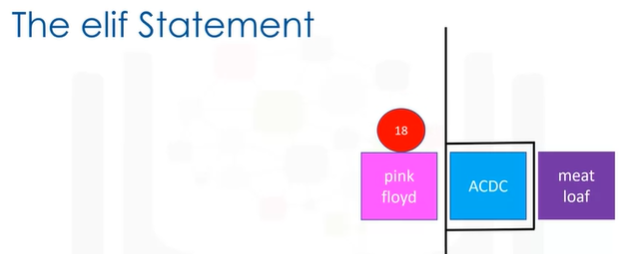 The elif Statement
18
pink
floyd
ACDC
meat
loaf